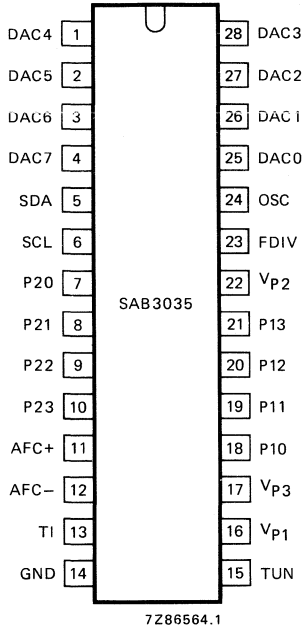 DAC4 1 28 DAC3
DAC5 2 27 DAC2
DAC6 3 26 DAC1
DAC7 4 25 DAC0
SDA 5 24 OSC
SCL 6 23 FDIV
P20 7 22 VP2
SAB3035
P21 8 21 P13
P22 9 20 P12
P23 10 19 P11
AFC+ 11 18 P10
AFC− 12 17 VP3
TI 13 16 VP1
GND 14 15 TUN
7Z86564.1